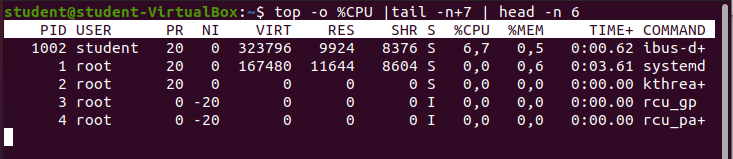 student@student-VirtualBox:~$ top -o %CPU |tail -n+7 | head -n 6
PID USER PR NI VIRT RES SHR S %CPU %MEM TIME+ COMMAND
1002 student 20 0 323796 9924 8376 S 6,7 0,5 0:00.62 ibus-d+
1 root 20 0 167480 11644 8604 S 0,0 0,6 0:03.61 systemd
2 root 20 0 0 0 0 S 0,0 0,0 0:00.00 kthrea+
3 root 0 -20 0 0 0 I 0,0 0,0 0:00.00 rcu_gp
4 root 0 -20 0 0 0 I 0,0 0,0 0:00.00 rcu_pa+